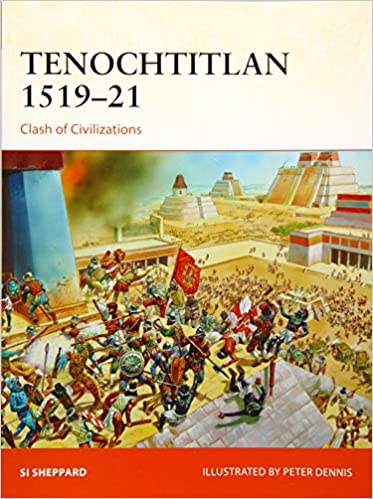 TENOCHTITLAN
1519–21
Clash of Civilizations
SI SHEPPARD
ILLUSTRATED BY PETER DENNIS